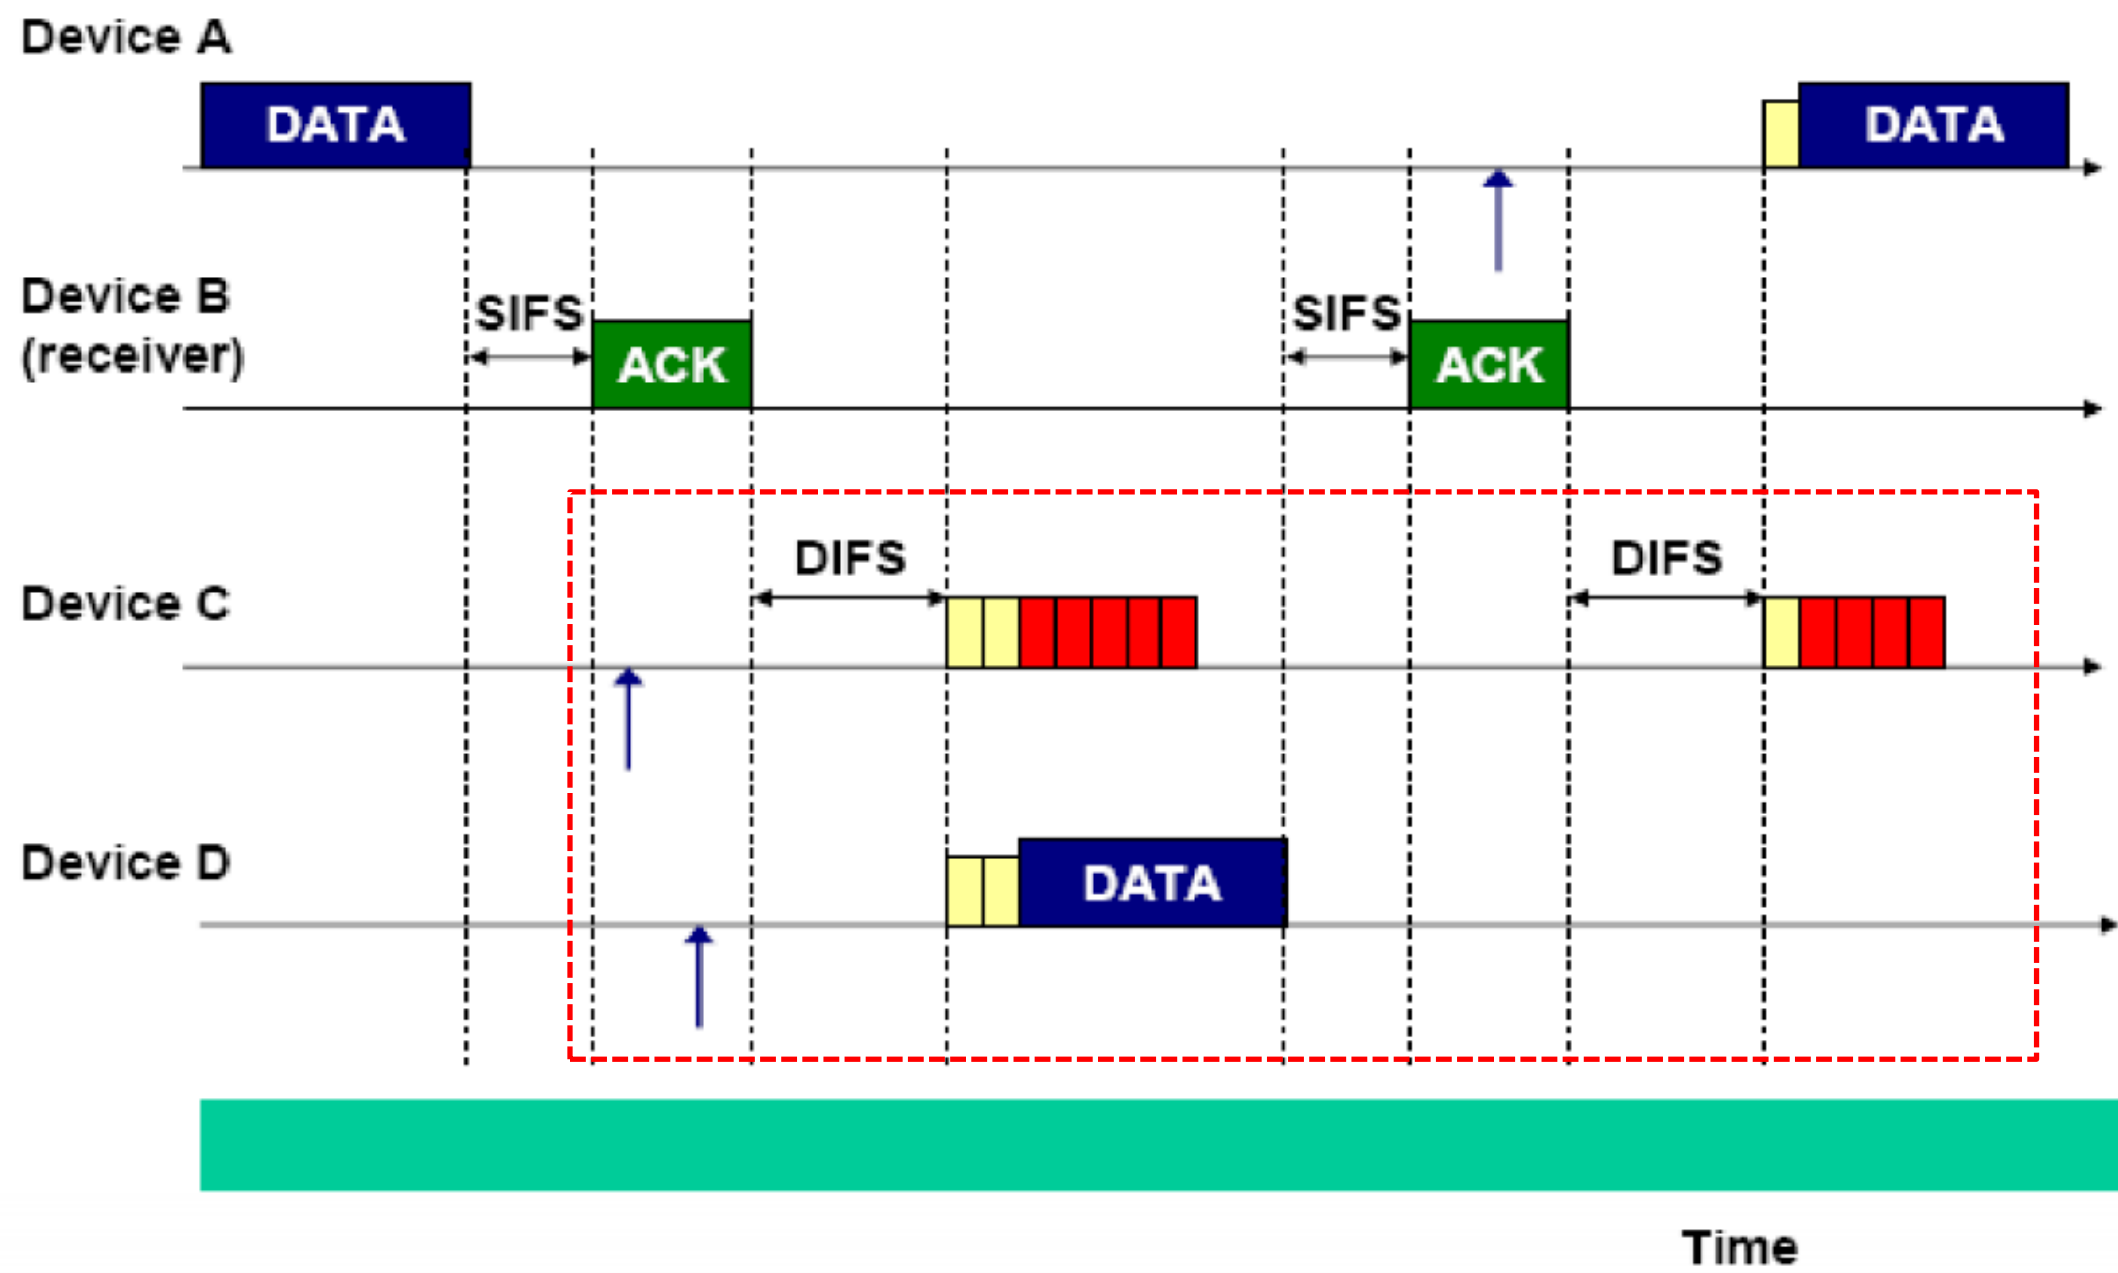 Device A
DATA
DATA
Device B
(receiver)
SIFS
ACK
SIFS
ACK
Device C
DIFS
DIFS
Device D
DATA
Time